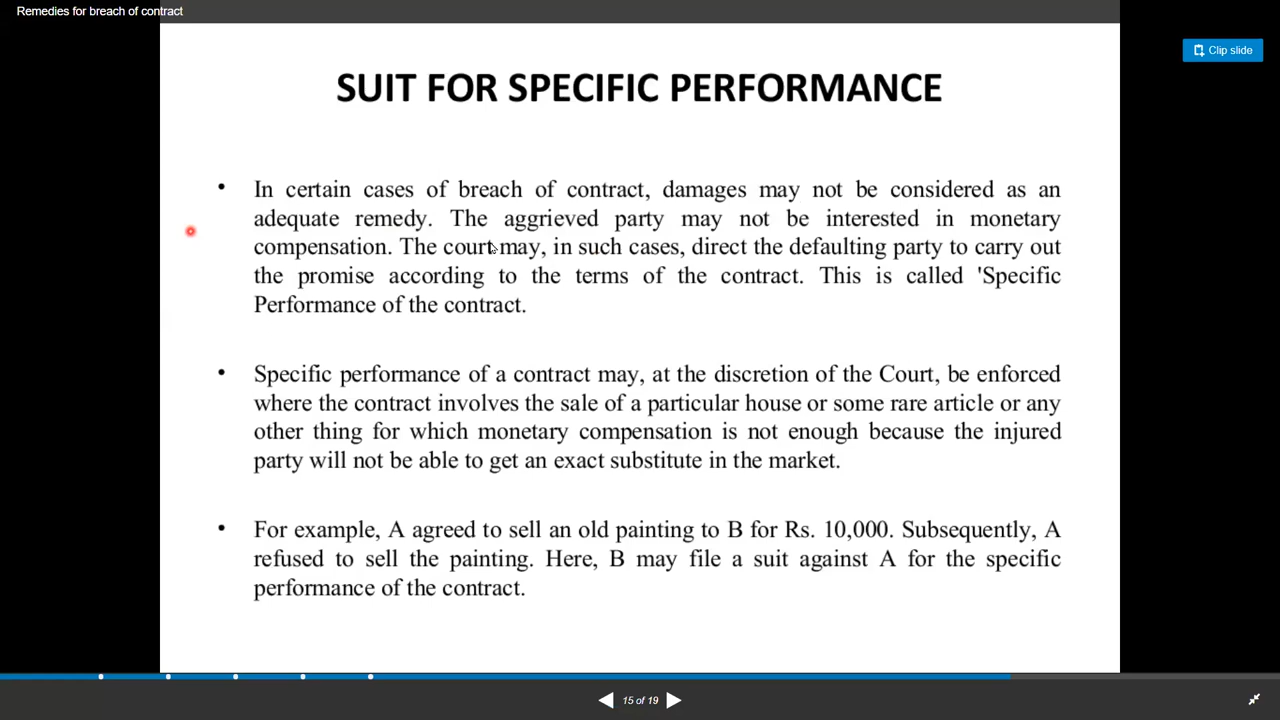 Remedies for breach of contract
Clip slide
SUIT FOR SPECIFIC PERFORMANCE
• In certain cases of breach of contract, damages may not be considered as an
adequate remedy. The aggrieved party may not be interested in monetary
compensation. The court may, in such cases, direct the defaulting party to carry out
the promise according to the terms of the contract. This is called 'Specific
Performance of the contract.
• Specific performance of a contract may, at the discretion of the Court, be enforced
where the contract involves the sale of a particular house or some rare article or any
other thing for which monetary compensation is not enough because the injured
party will not be able to get an exact substitute in the market.
• For example, A agreed to sell an old painting to B for Rs. 10,000. Subsequently, A
refused to sell the painting. Here, B may file a suit against A for the specific
performance of the contract.
15 of 19